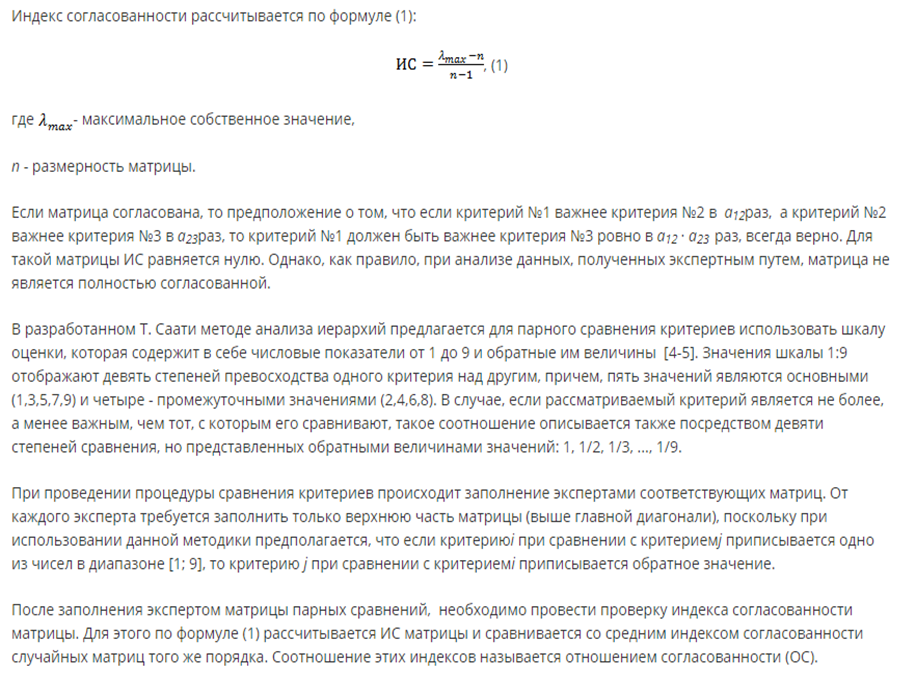 Индекс согласованности рассчитывается по формуле (1):
ИС = (λmax − n)/(n−1), (1)
где λmax- максимальное собственное значение,
n - размерность матрицы.
Если матрица согласована, то предположение о том, что если критерий №1 важнее критерия №2 в a12раз, а критерий №2
важнее критерия №3 в a23раз, то критерий №1 должен быть важнее критерия №3 ровно в a12 · a23 раз, всегда верно. Для
такой матрицы ИС равняется нулю. Однако, как правило, при анализе данных, полученных экспертным путем, матрица не
является полностью согласованной.
В разработанном Т. Саати методе анализа иерархий предлагается для парного сравнения критериев использовать шкалу
оценки, которая содержит в себе числовые показатели от 1 до 9 и обратные им величины [4-5]. Значения шкалы 1:9
отображают девять степеней превосходства одного критерия над другим, причем, пять значений являются основными
(1,3,5,7,9) и четыре - промежуточными значениями (2,4,6,8). В случае, если рассматриваемый критерий является не более,
а менее важным, чем тот, с которым его сравнивают, такое соотношение описывается также посредством девяти
степеней сравнения, но представленных обратными величинами значений: 1, 1/2, 1/3, ..., 1/9.
При проведении процедуры сравнения критериев происходит заполнение экспертами соответствующих матриц. От
каждого эксперта требуется заполнить только верхнюю часть матрицы (выше главной диагонали), поскольку при
использовании данной методики предполагается, что если критериюi при сравнении с критериемj приписывается одно
из чисел в диапазоне [1; 9], то критерию j при сравнении с критериемi приписывается обратное значение.
После заполнения экспертом матрицы парных сравнений, необходимо провести проверку индекса согласованности
матрицы. Для этого по формуле (1) рассчитывается ИС матрицы и сравнивается со средним индексом согласованности
случайных матриц того же порядка. Соотношение этих индексов называется отношением согласованности (ОС).